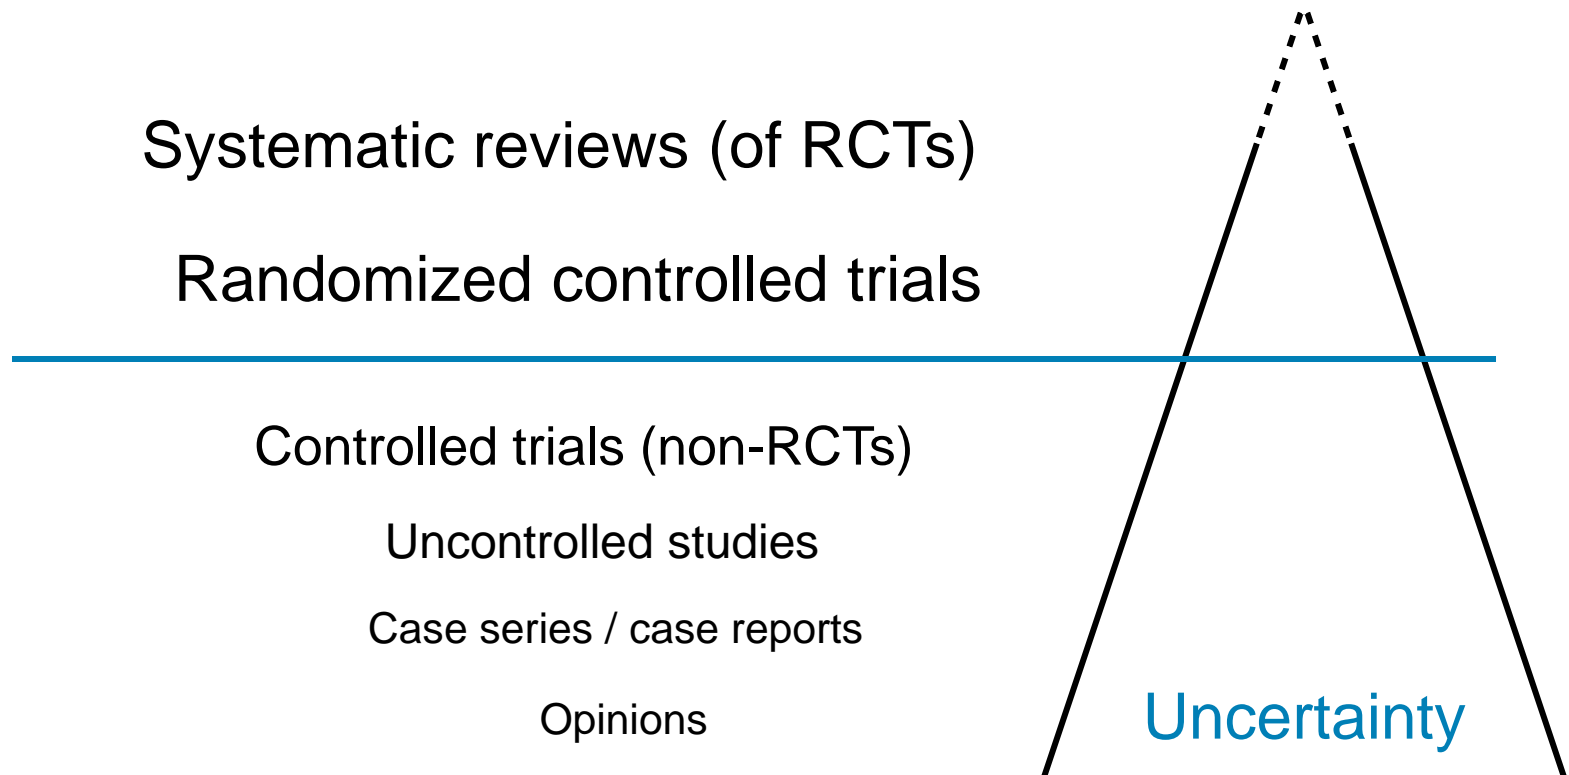 Systematic reviews (of RCTs)
Randomized controlled trials
Controlled trials (non-RCTs)
Uncontrolled studies
Case series / case reports
Opinions
Uncertainty